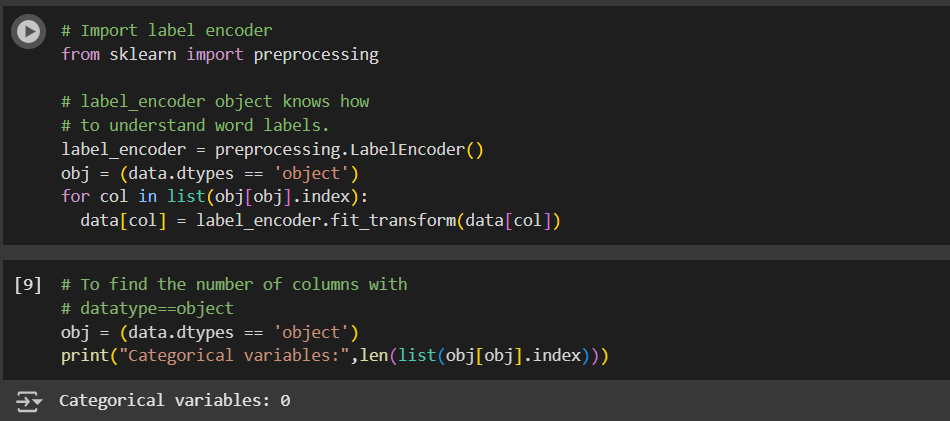 # Import label encoder
from sklearn import preprocessing
# label_encoder object knows how
# to understand word labels.
label_encoder = preprocessing.LabelEncoder()
obj = (data.dtypes == 'object')
for col in list(obj[obj].index):
  data[col] = label_encoder.fit_transform(data[col])
[9] # To find the number of columns with
# datatype==object
obj = (data.dtypes == 'object')
print("Categorical variables:",len(list(obj[obj].index)))
Categorical variables: 0